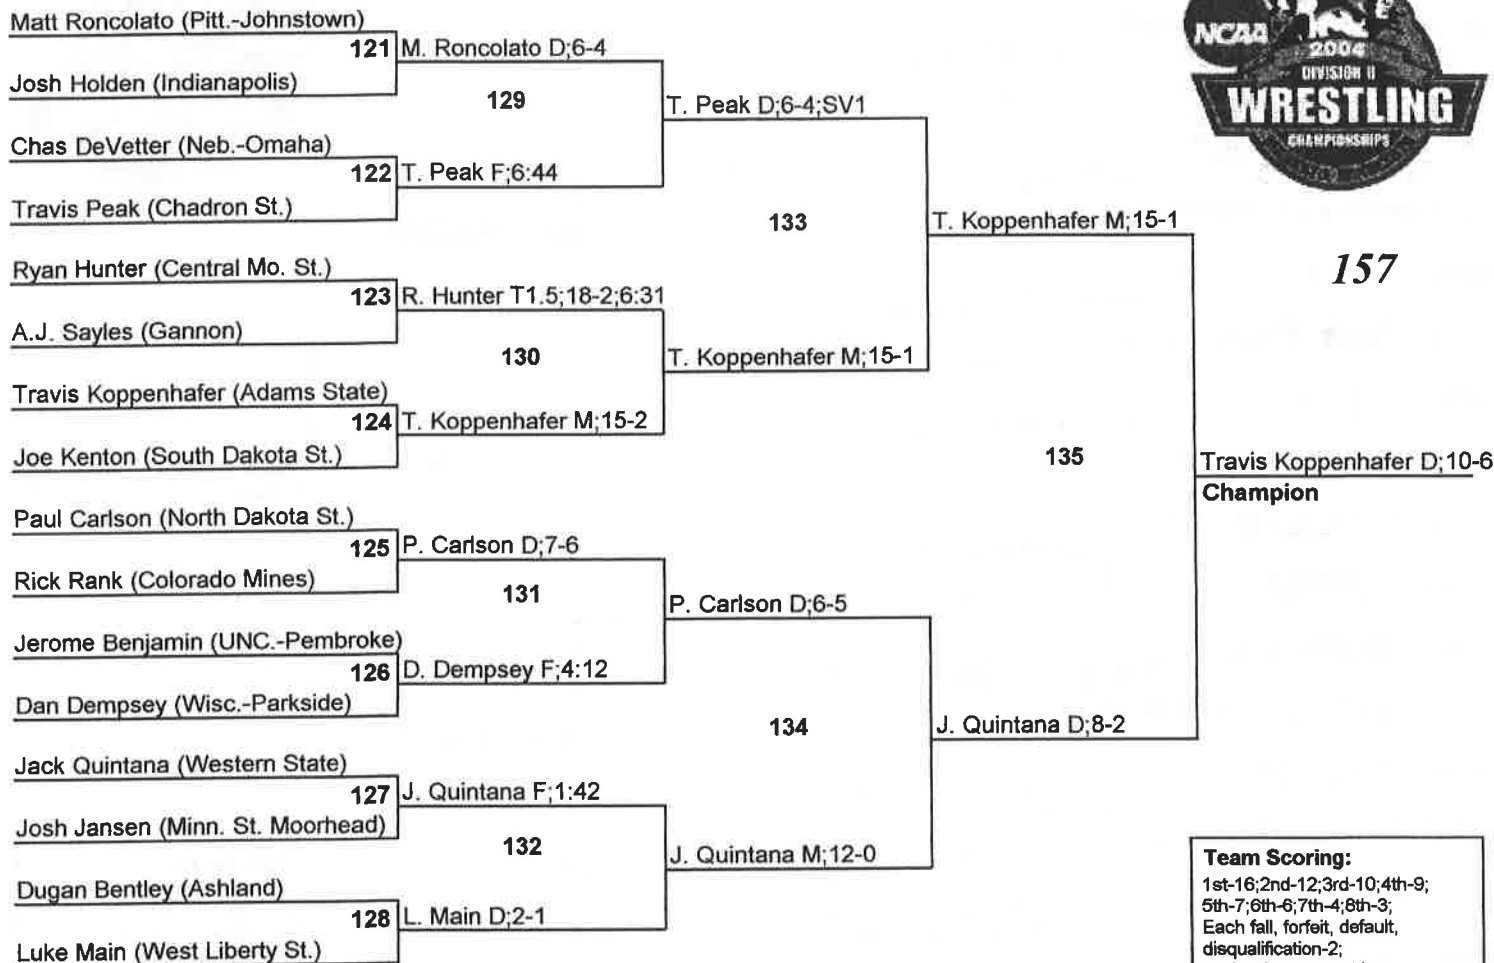 Matt Roncolato (Pitt.-Johnstown)
121 M. Roncolato D;6-4
Josh Holden (Indianapolis)
129
T. Peak D;6-4;SV1
Chas DeVetter (Neb.-Omaha)
122 T. Peak F;6:44
Travis Peak (Chadron St.)
133
T. Koppenhafer M;15-1
Ryan Hunter (Central Mo. St.)
123 R. Hunter T1.5;18-2;6:31
A.J. Sayles (Gannon)
130
T. Koppenhafer M;15-1
Travis Koppenhafer (Adams State)
124 T. Koppenhafer M;15-2
Joe Kenton (South Dakota St.)
135
Travis Koppenhafer D;10-6
Champion
Paul Carlson (North Dakota St.)
125 P. Carlson D;7-6
Rick Rank (Colorado Mines)
131
P. Carlson D;6-5
Jerome Benjamin (UNC.-Pembroke)
126 D. Dempsey F;4:12
Dan Dempsey (Wisc.-Parkside)
134
J. Quintana D;8-2
Jack Quintana (Western State)
127 J. Quintana F;1:42
Josh Jansen (Minn. St. Moorhead)
132
J. Quintana M;12-0
Dugan Bentley (Ashland)
128 L. Main D;2-1
Luke Main (West Liberty St.)
NCAA
2004
DIVISION II
WRESTLING
CHAMPIONSHIPS
157
Team Scoring:
1st-16;2nd-12;3rd-10;4th-9;
5th-7;6th-6;7th-4;8th-3;
Each fall, forfeit, default,
disqualification-2;